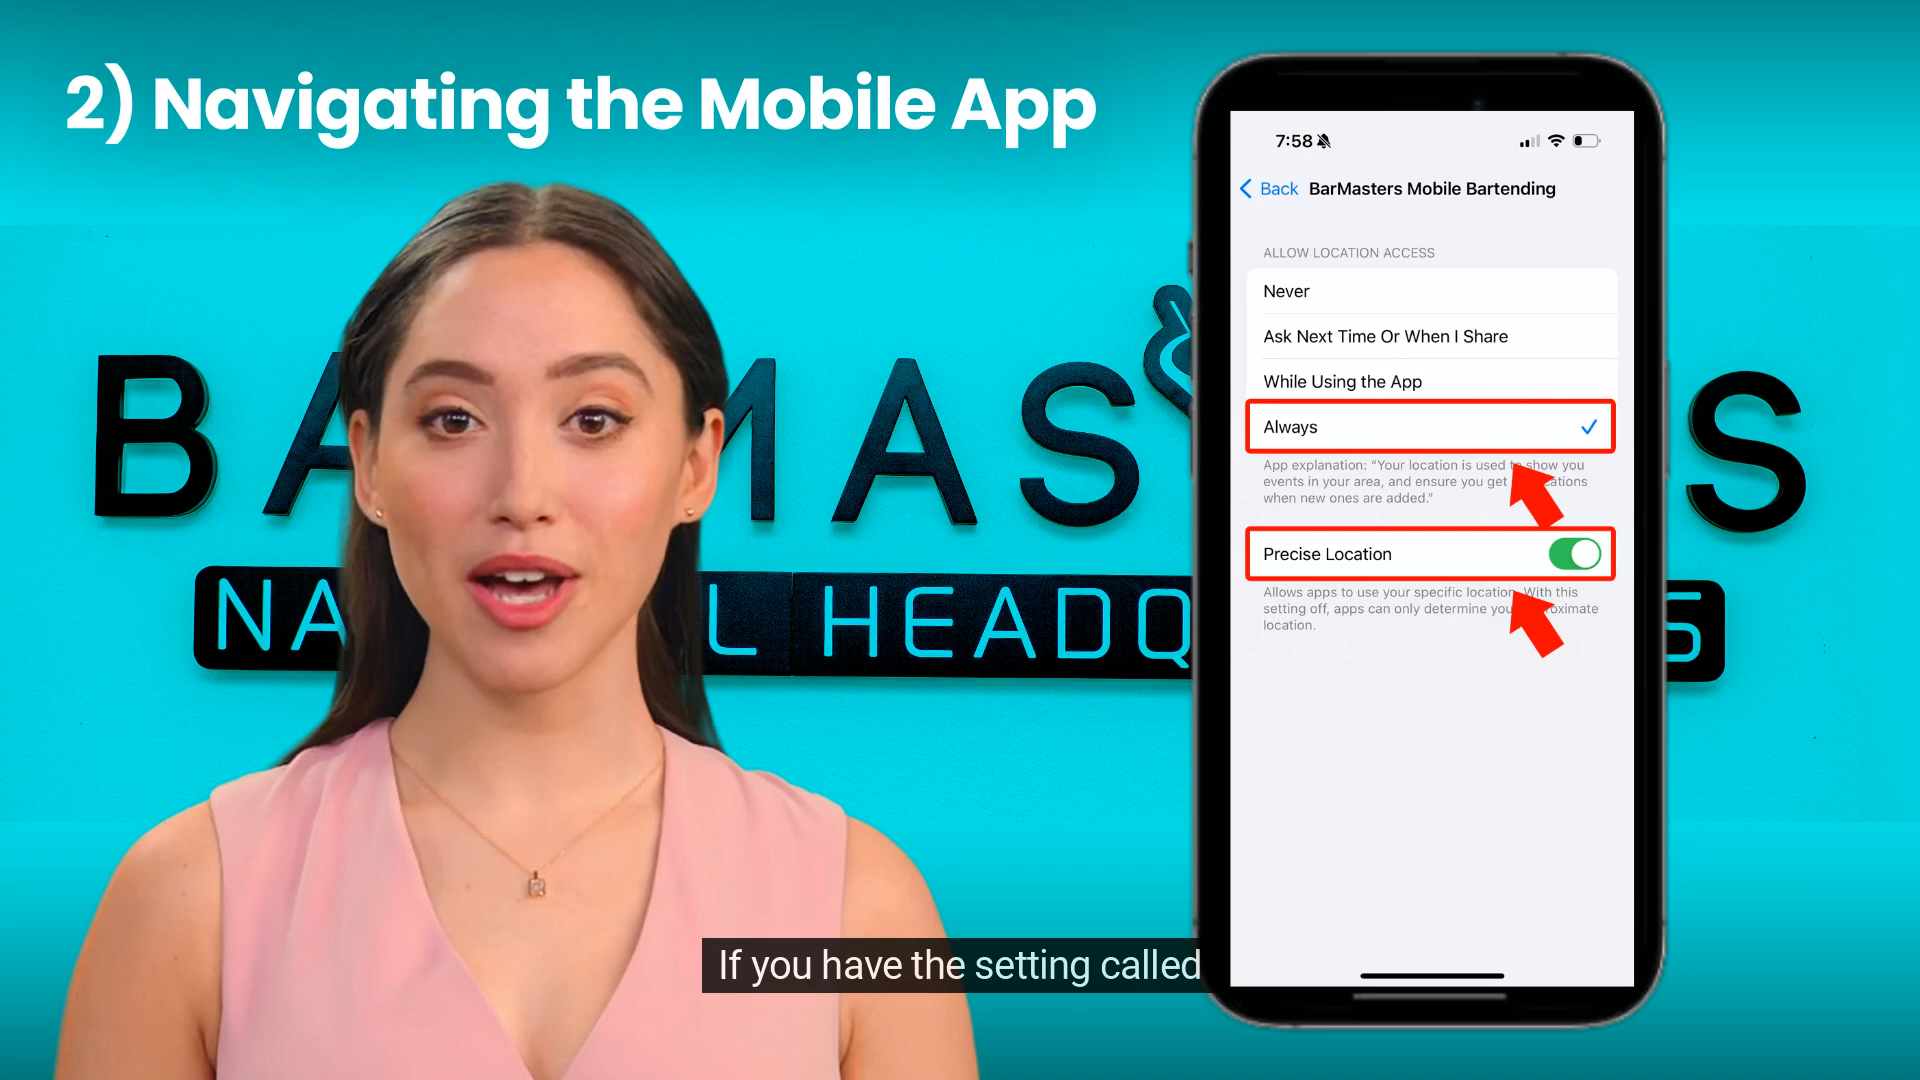 2) Navigating the Mobile App
7:58
Back BarMasters Mobile Bartending
ALLOW LOCATION ACCESS
Never
Ask Next Time Or When I Share
While Using the App
Always
App explanation: “Your location is used to show you
events in your area, and ensure you get
when new ones are added.”
Precise Location
Allows apps to use your specific location. With this
setting off, apps can only determine your
location.
If you have the setting called